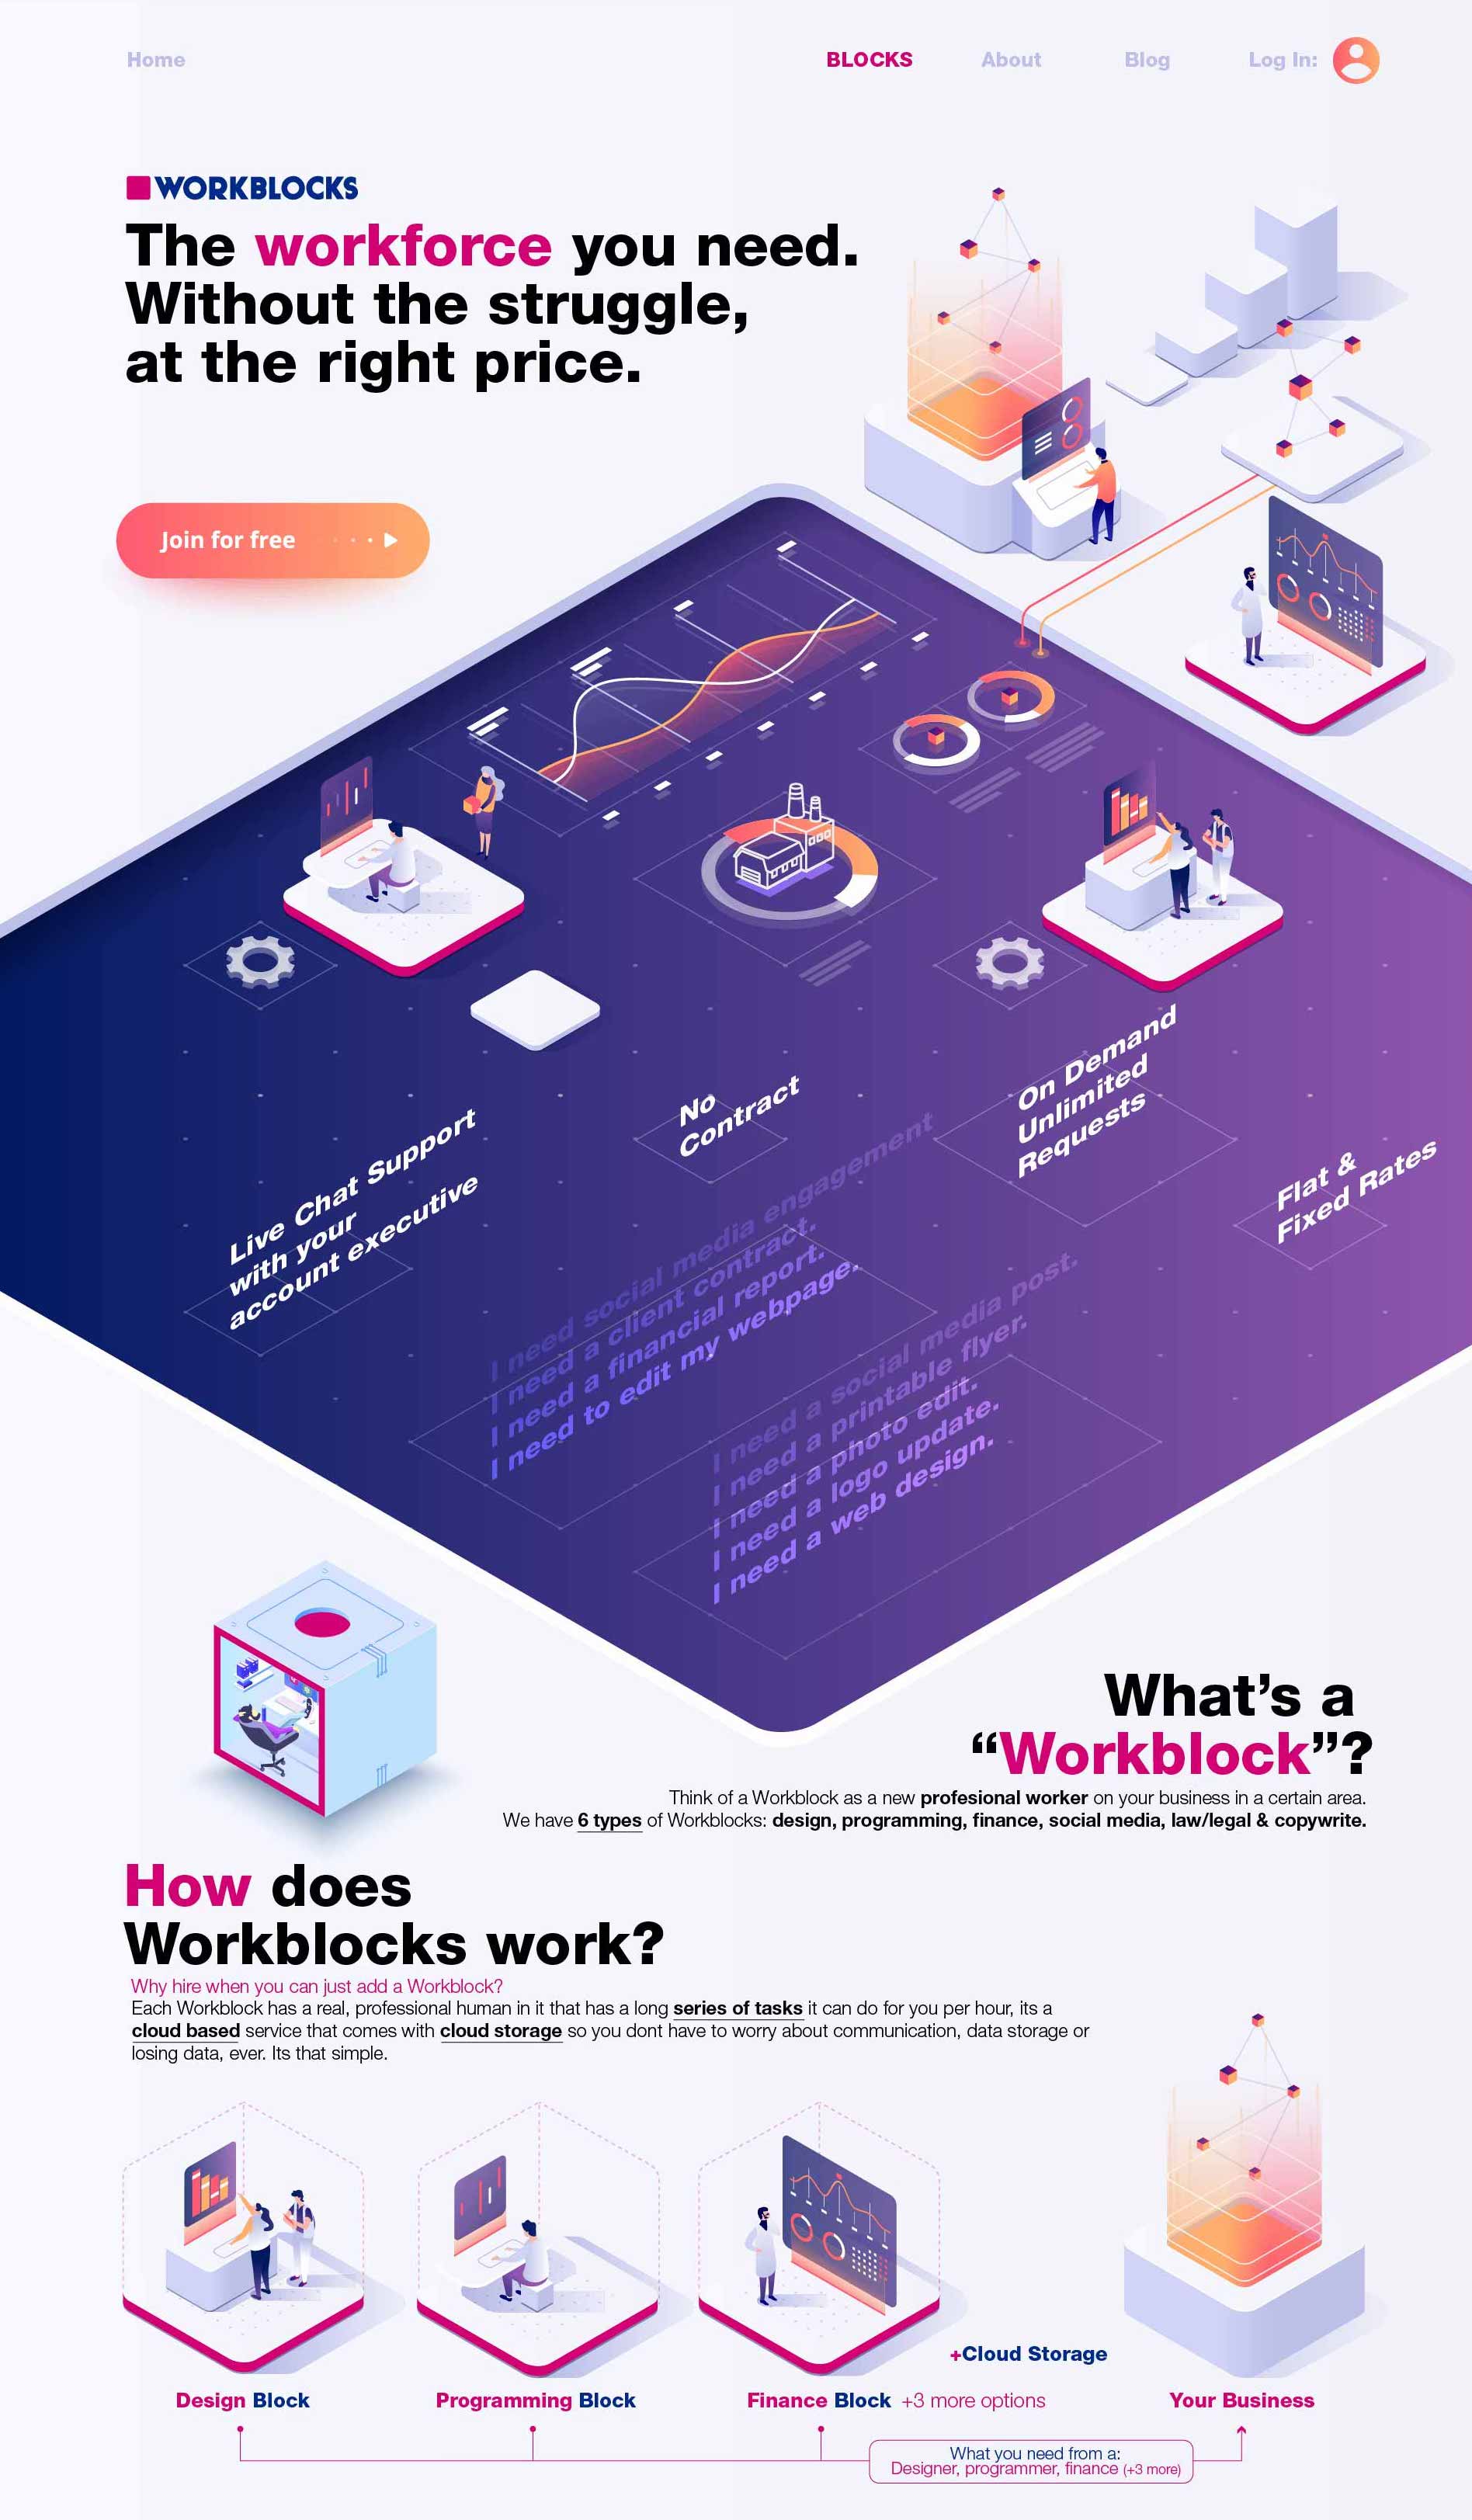 Home
BLOCKS
About
Blog
Log In:
WORKBLOCKS
The workforce you need.
Without the struggle,
at the right price.
Join for free
Live Chat Support
with your
account executive
No
Contract
On Demand
Unlimited
Requests
Flat &
Fixed Rates
I need social media engagement
I need a client contract.
I need a financial report.
I need to edit my webpage.
I need a social media post.
I need a printable flyer.
I need a photo edit.
I need a logo update.
I need a web design.
What’s a
“Workblock”?
Think of a Workblock as a new profesional worker on your business in a certain area.
We have 6 types of Workblocks: design, programming, finance, social media, law/legal & copywrite.
How does
Workblocks work?
Why hire when you can just add a Workblock?
Each Workblock has a real, professional human in it that has a long series of tasks it can do for you per hour, its a
cloud based service that comes with cloud storage so you dont have to worry about communication, data storage or
losing data, ever. Its that simple.
+Cloud Storage
Design Block
Programming Block
Finance Block +3 more options
Your Business
What you need from a:
Designer, programmer, finance (+3 more)